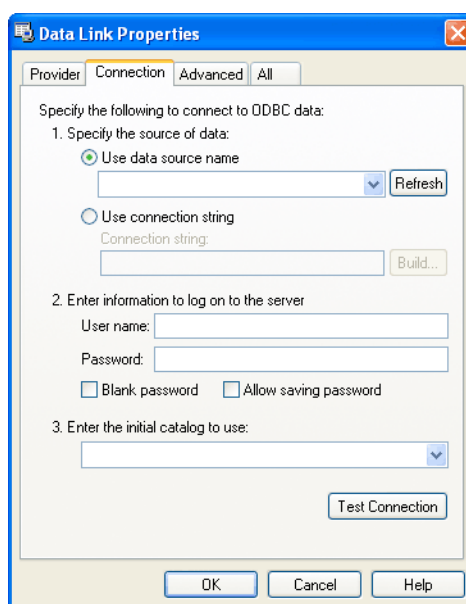 Data Link Properties
Provider Connection Advanced All
Specify the following to connect to ODBC data:
1. Specify the source of data:
Use data source name
Refresh
Use connection string
Connection string:
Build...
2. Enter information to log on to the server
User name:
Password:
Blank password Allow saving password
3. Enter the initial catalog to use:
Test Connection
OK Cancel Help